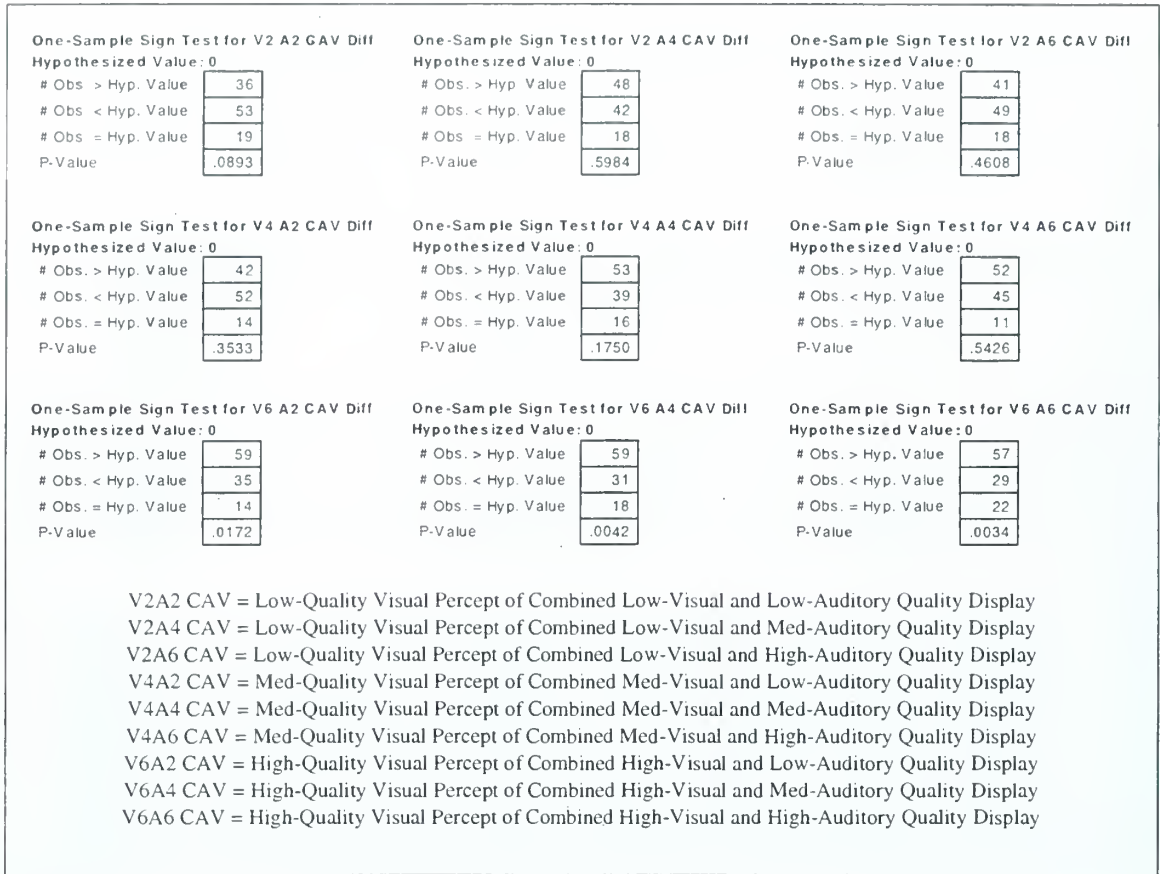 One-Sample Sign Test for V2 A2 CAV Diff
Hypothesized Value: 0
# Obs > Hyp. Value 36
# Obs < Hyp. Value 53
# Obs = Hyp. Value 19
P-Value .0893
One-Sample Sign Test for V2 A4 CAV Diff
Hypothesized Value: 0
# Obs. > Hyp Value 48
# Obs. < Hyp. Value 42
# Obs. = Hyp. Value 18
P-Value .5984
One-Sample Sign Test for V2 A6 CAV Diff
Hypothesized Value: 0
# Obs. > Hyp. Value 41
# Obs. < Hyp. Value 49
# Obs. = Hyp. Value 18
P-Value .4608
One-Sample Sign Test for V4 A2 CAV Diff
Hypothesized Value: 0
# Obs. > Hyp. Value 42
# Obs. < Hyp. Value 52
# Obs. = Hyp. Value 14
P-Value .3533
One-Sample Sign Test for V4 A4 CAV Diff
Hypothesized Value: 0
# Obs. > Hyp. Value 53
# Obs. < Hyp. Value 39
# Obs. = Hyp. Value 16
P-Value .1750
One-Sample Sign Test for V4 A6 CAV Diff
Hypothesized Value: 0
# Obs. > Hyp. Value 52
# Obs. < Hyp. Value 45
# Obs. = Hyp. Value 11
P-Value .5426
One-Sample Sign Test for V6 A2 CAV Diff
Hypothesized Value: 0
# Obs. > Hyp. Value 59
# Obs. < Hyp. Value 35
# Obs. = Hyp. Value 14
P-Value .0172
One-Sample Sign Test for V6 A4 CAV Diff
Hypothesized Value: 0
# Obs. > Hyp. Value 59
# Obs. < Hyp. Value 31
# Obs. = Hyp. Value 18
P-Value .0042
One-Sample Sign Test for V6 A6 CAV Diff
Hypothesized Value: 0
# Obs. > Hyp. Value 57
# Obs. < Hyp. Value 29
# Obs. = Hyp. Value 22
P-Value .0034
V2A2 CAV = Low-Quality Visual Percept of Combined Low-Visual and Low-Auditory Quality Display
V2A4 CAV = Low-Quality Visual Percept of Combined Low-Visual and Med-Auditory Quality Display
V2A6 CAV = Low-Quality Visual Percept of Combined Low-Visual and High-Auditory Quality Display
V4A2 CAV = Med-Quality Visual Percept of Combined Med-Visual and Low-Auditory Quality Display
V4A4 CAV = Med-Quality Visual Percept of Combined Med-Visual and Med-Auditory Quality Display
V4A6 CAV = Med-Quality Visual Percept of Combined Med-Visual and High-Auditory Quality Display
V6A2 CAV = High-Quality Visual Percept of Combined High-Visual and Low-Auditory Quality Display
V6A4 CAV = High-Quality Visual Percept of Combined High-Visual and Med-Auditory Quality Display
V6A6 CAV = High-Quality Visual Percept of Combined High-Visual and High-Auditory Quality Display